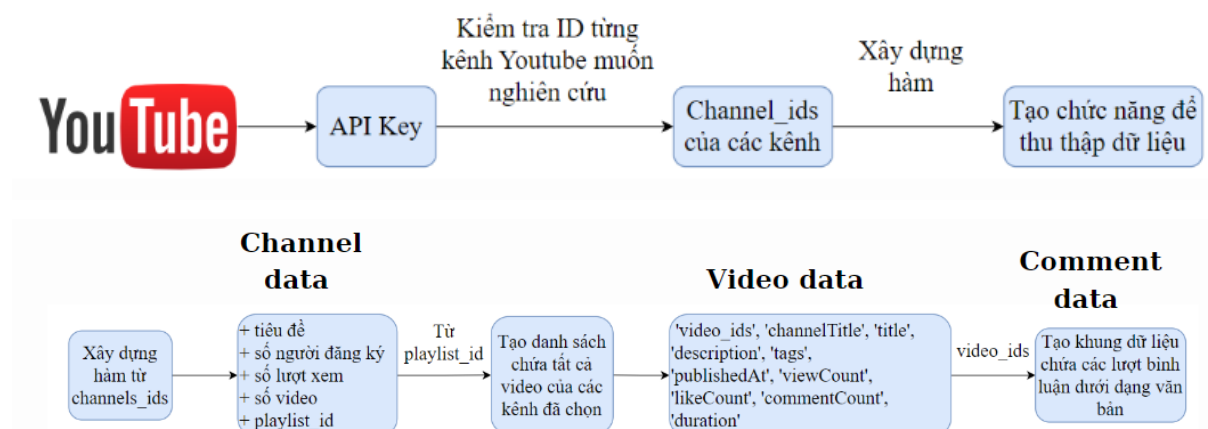 Kiểm tra ID từng
kênh Youtube muốn
nghiên cứu
Xây dựng
hàm
YouTube
API Key
Channel_ids
của các kênh
Tạo chức năng để
thu thập dữ liệu
Channel
data
Video data
Comment
data
Xây dựng
hàm từ
channels_ids
+ tiêu đề
+ số người đăng ký
+ số lượt xem
+ số video
+ playlist_id
Từ
playlist_id
Tạo danh sách
chứa tất cả
video của các
kênh đã chọn
'video_ids', 'channelTitle', 'title',
'description', 'tags',
'publishedAt', 'viewCount',
'likeCount', 'commentCount',
'duration'
video_ids
Tạo khung dữ liệu
chứa các lượt bình
luận dưới dạng văn
bản